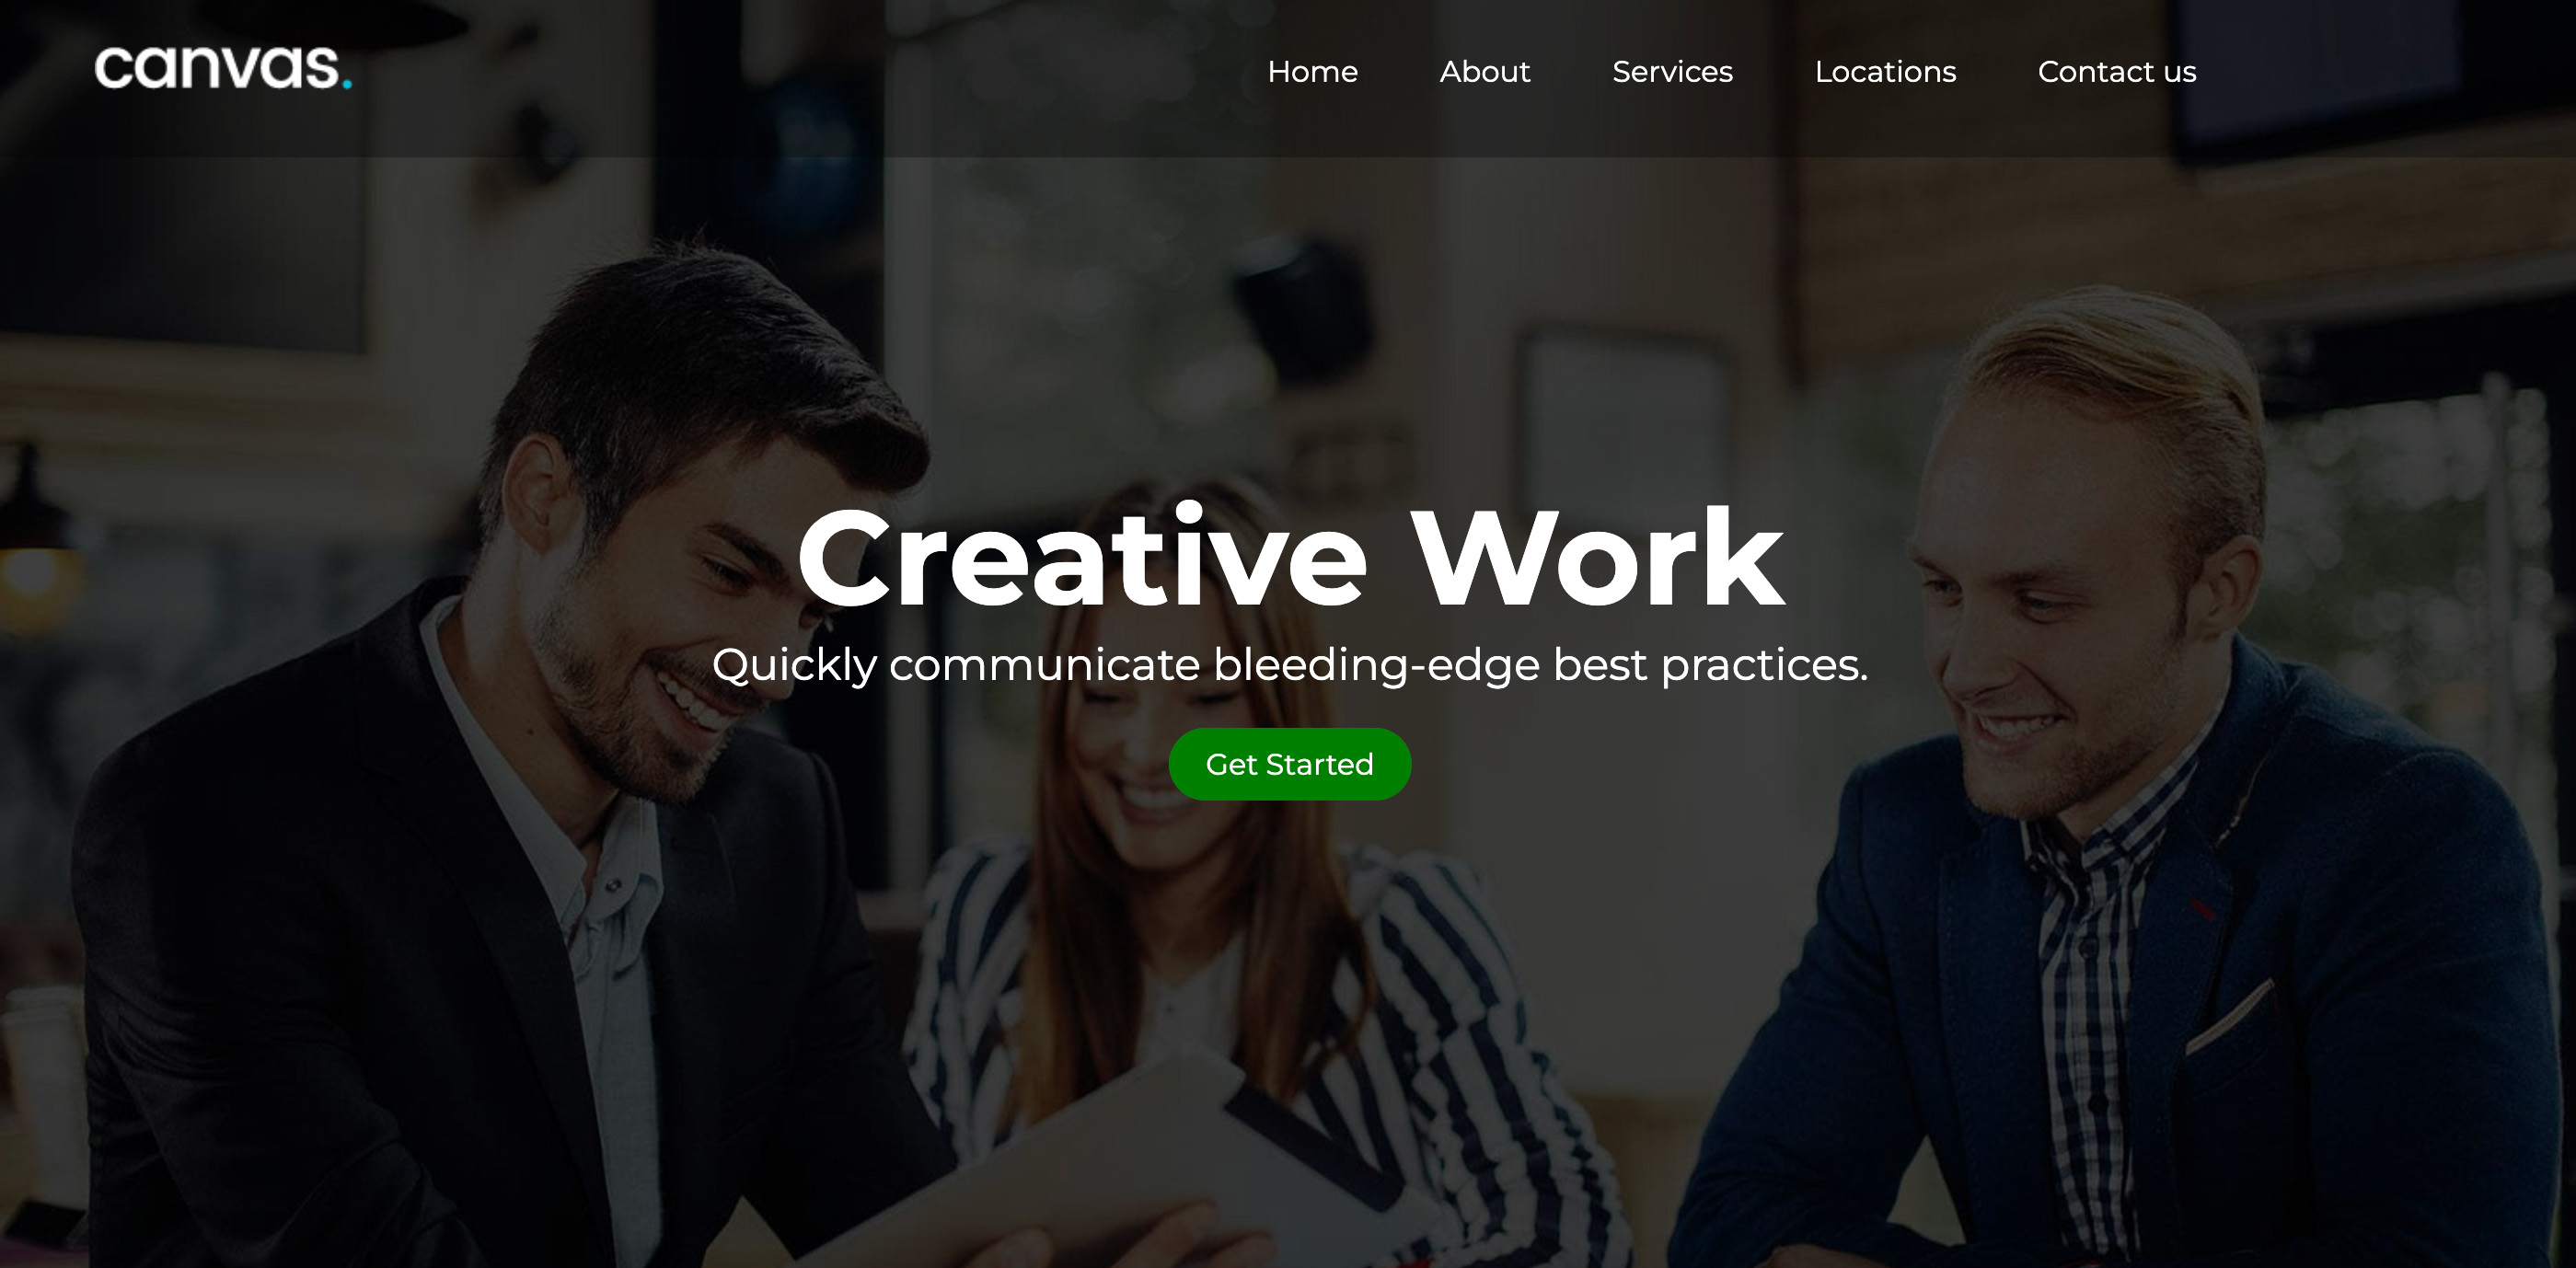 canvas.
Home About Services Locations Contact us
Creative Work
Quickly communicate bleeding-edge best practices.
Get Started